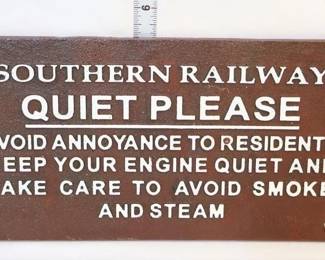 6
SOUTHERN RAILWAY
QUIET PLEASE
VOID ANNOYANCE TO RESIDENT
EEP YOUR ENGINE QUIET AND
AKE CARE TO AVOID SMOKE
AND STEAM